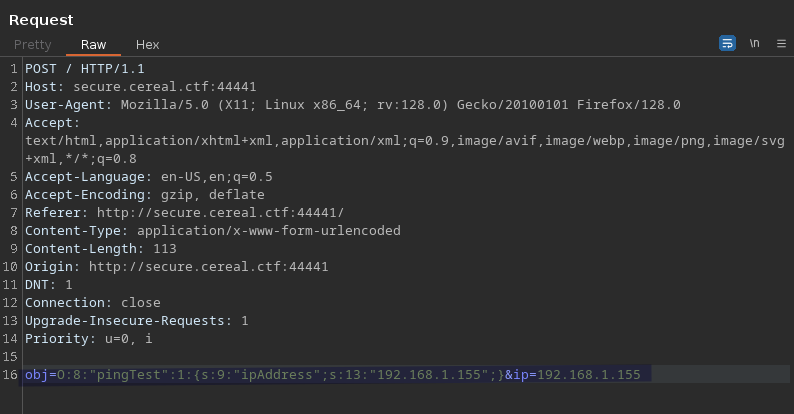 Request
Pretty Raw Hex \n
1 POST / HTTP/1.1
2 Host: secure.cereal.ctf:44441
3 User-Agent: Mozilla/5.0 (X11; Linux x86_64; rv:128.0) Gecko/20100101 Firefox/128.0
4 Accept:
text/html,application/xhtml+xml,application/xml;q=0.9,image/avif,image/webp,image/png,image/svg
+xml,*/*;q=0.8
5 Accept-Language: en-US,en;q=0.5
6 Accept-Encoding: gzip, deflate
7 Referer: http://secure.cereal.ctf:44441/
8 Content-Type: application/x-www-form-urlencoded
9 Content-Length: 113
10 Origin: http://secure.cereal.ctf:44441
11 DNT: 1
12 Connection: close
13 Upgrade-Insecure-Requests: 1
14 Priority: u=0, i
15
16 obj=O:8:"pingTest":1:{s:9:"ipAddress";s:13:"192.168.1.155";}&ip=192.168.1.155